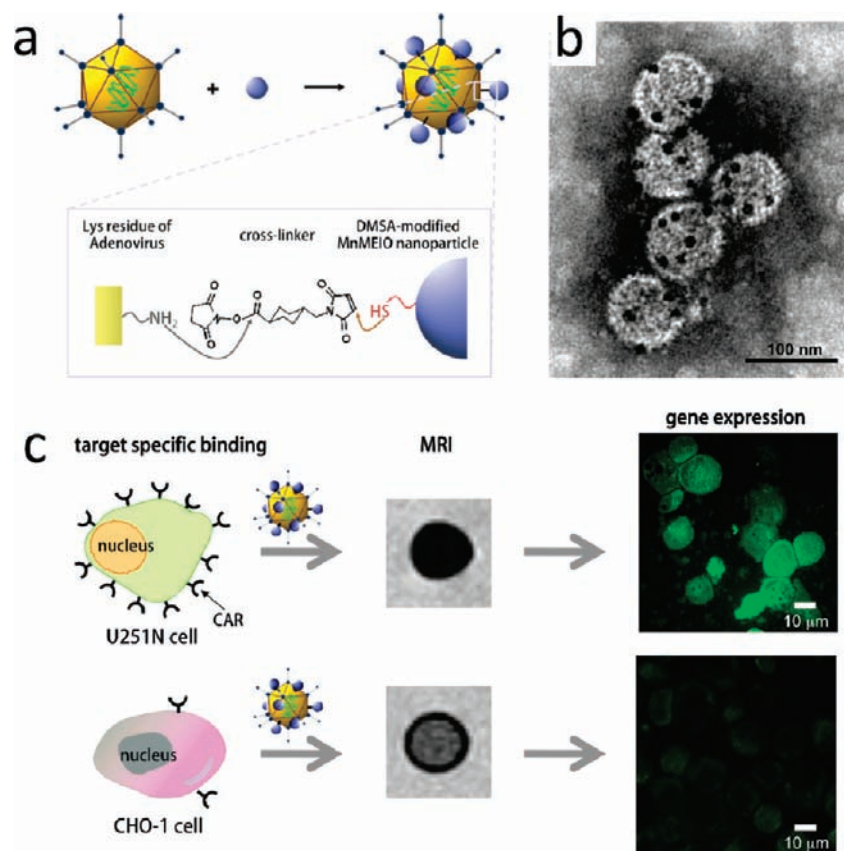 a
b
+
Lys residue of
Adenovirus
cross-linker
DMSA-modified
MnMEIO nanoparticle
NH2
O
O
N-O
O
N
O
O
HS
100 nm
c
target specific binding
MRI
gene expression
nucleus
CAR
U251N cell
10 μm
nucleus
CHO-1 cell
10 μm